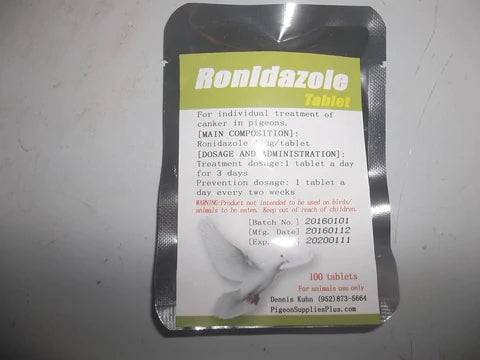 Ronidazole
Tablet
For individual treatment of
canker in pigeons.
[MAIN COMPOSITION]:
Ronidazole /tablet
[DOSAGE AND ADMINISTRATION]:
Treatment dosage:1 tablet a day
for 3 days
Prevention dosage: 1 tablet a
day every two weeks
WARNING:Product not intended to be used on birds/
animals to be eaten. Keep out of reach of children.
[Batch No.] 20160101
[Mfg. Date] 20160112
[Exp. 20200111
100 tablets
For animals use only
Dennis Kuhn (952)873-5664
PigeonSuppliesPlus.com